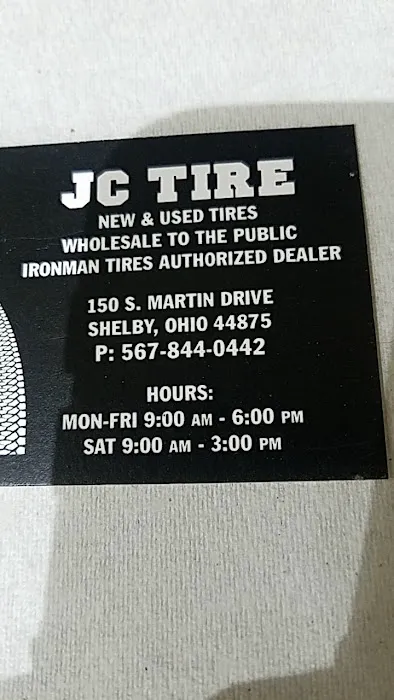 JC TIRE
NEW & USED TIRES
WHOLESALE TO THE PUBLIC
IRONMAN TIRES AUTHORIZED DEALER
150 S. MARTIN DRIVE
SHELBY, OHIO 44875
P: 567-844-0442
HOURS:
MON-FRI 9:00 AM - 6:00 PM
SAT 9:00 AM - 3:00 PM